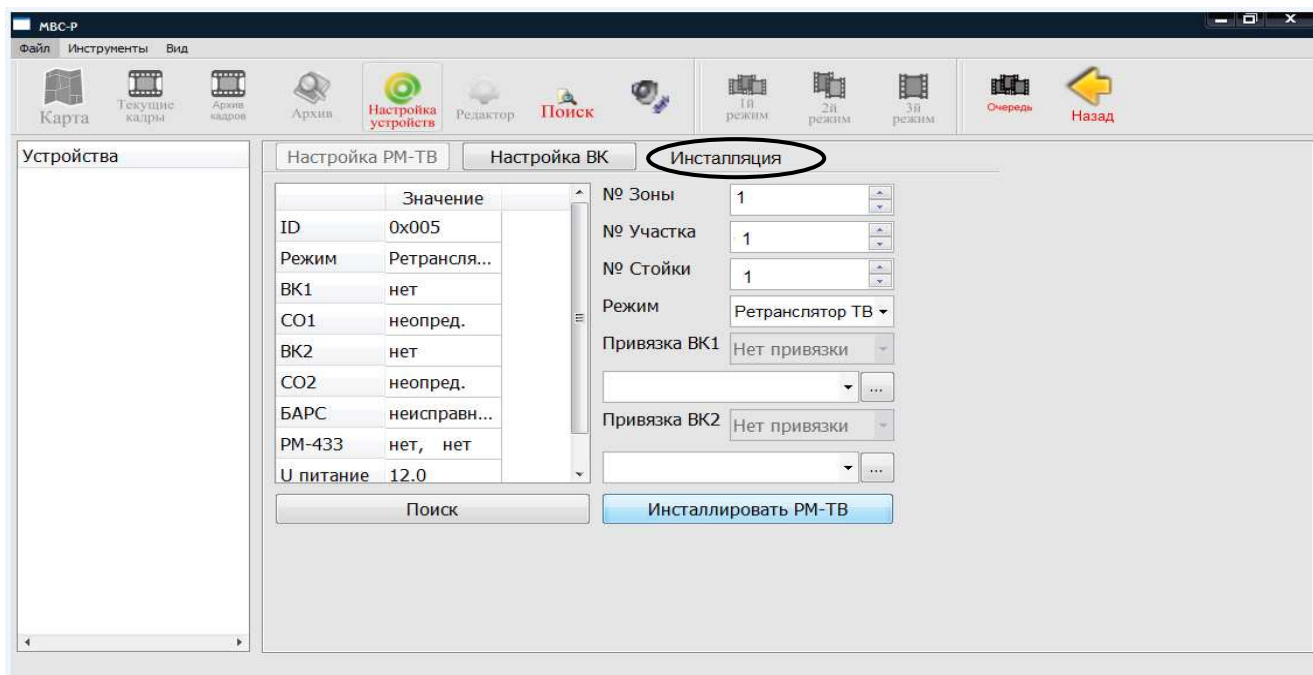 МВС-Р
Файл Инструменты Вид
Карта Текущие кадры Архив кадров Архив Настройка устройств Редактор Поиск 1й режим 2й режим 3й режим Очередь Назад
Устройства
Настройка РМ-ТВ Настройка ВК Инсталляция
Значение
ID 0x005
Режим Ретрансля...
ВК1 нет
СО1 неопред.
ВК2 нет
СО2 неопред.
БАРС неисправн...
РМ-433 нет, нет
U питание 12.0
Поиск
№ Зоны 1
№ Участка 1
№ Стойки 1
Режим Ретранслятор ТВ
Привязка ВК1 Нет привязки
...
Привязка ВК2 Нет привязки
...
Инсталлировать РМ-ТВ